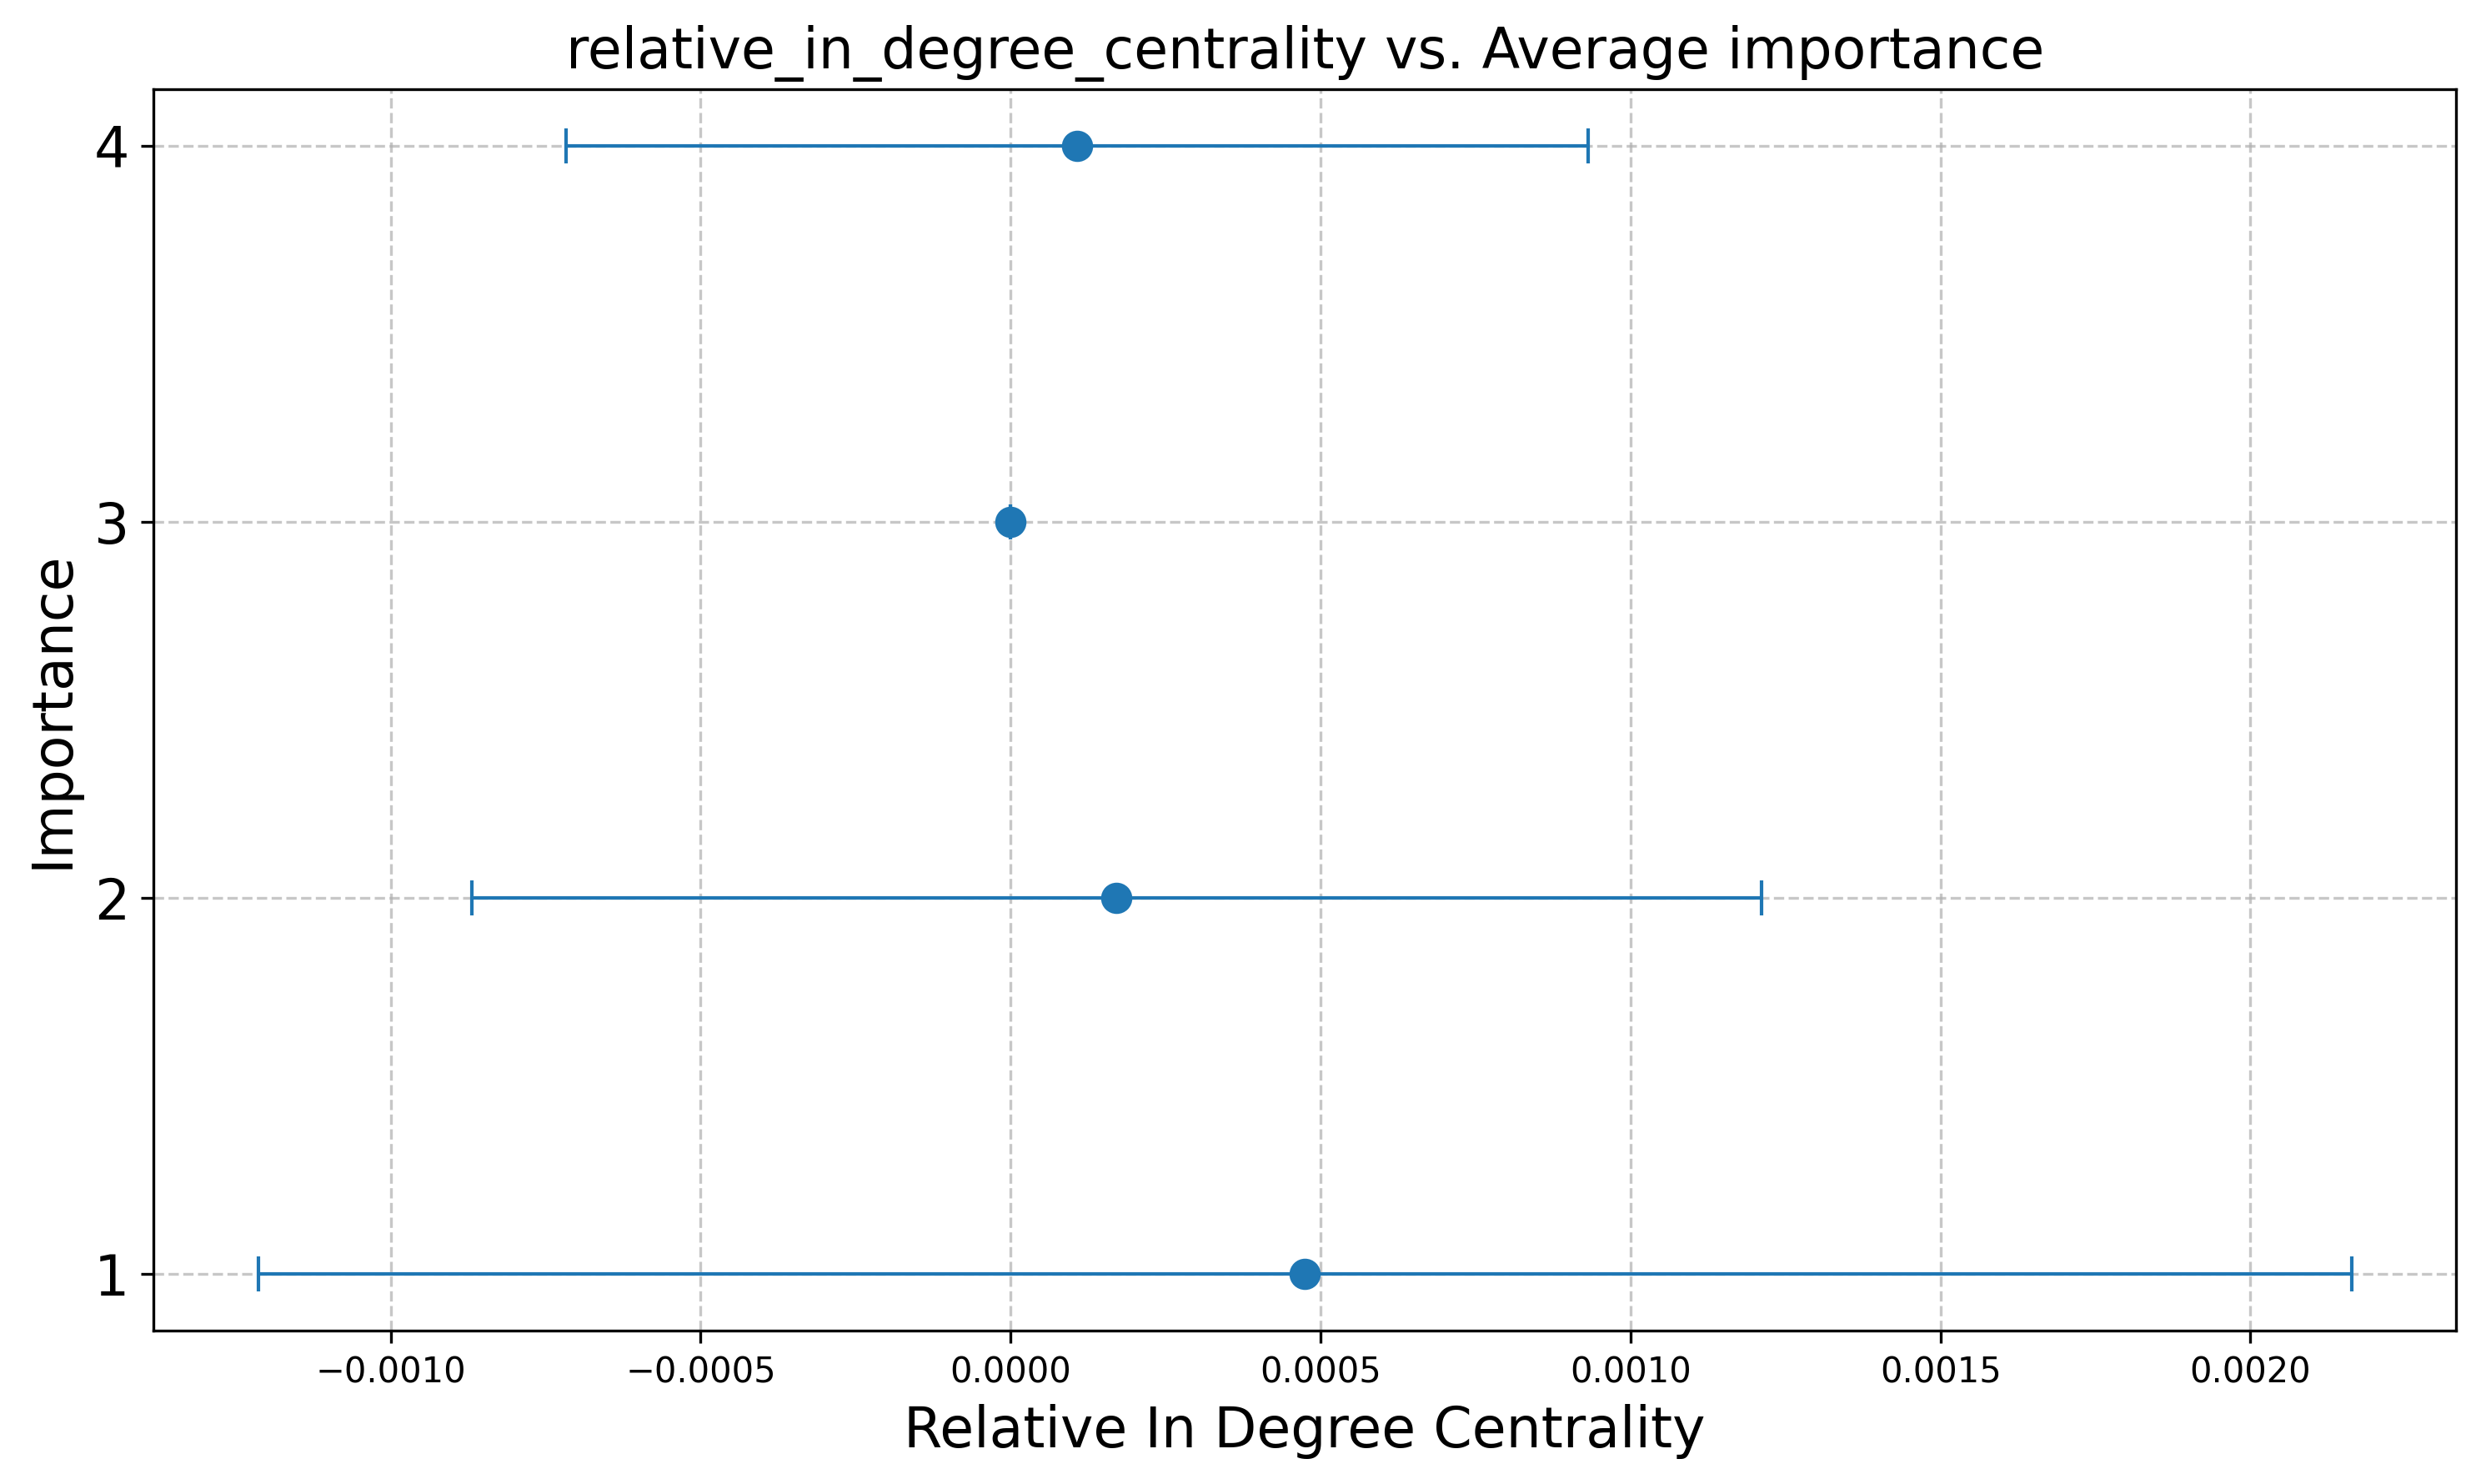 relative_in_degree_centrality vs. Average importance
4
3
2
1
Importance
−0.0010 −0.0005 0.0000 0.0005 0.0010 0.0015 0.0020
Relative In Degree Centrality